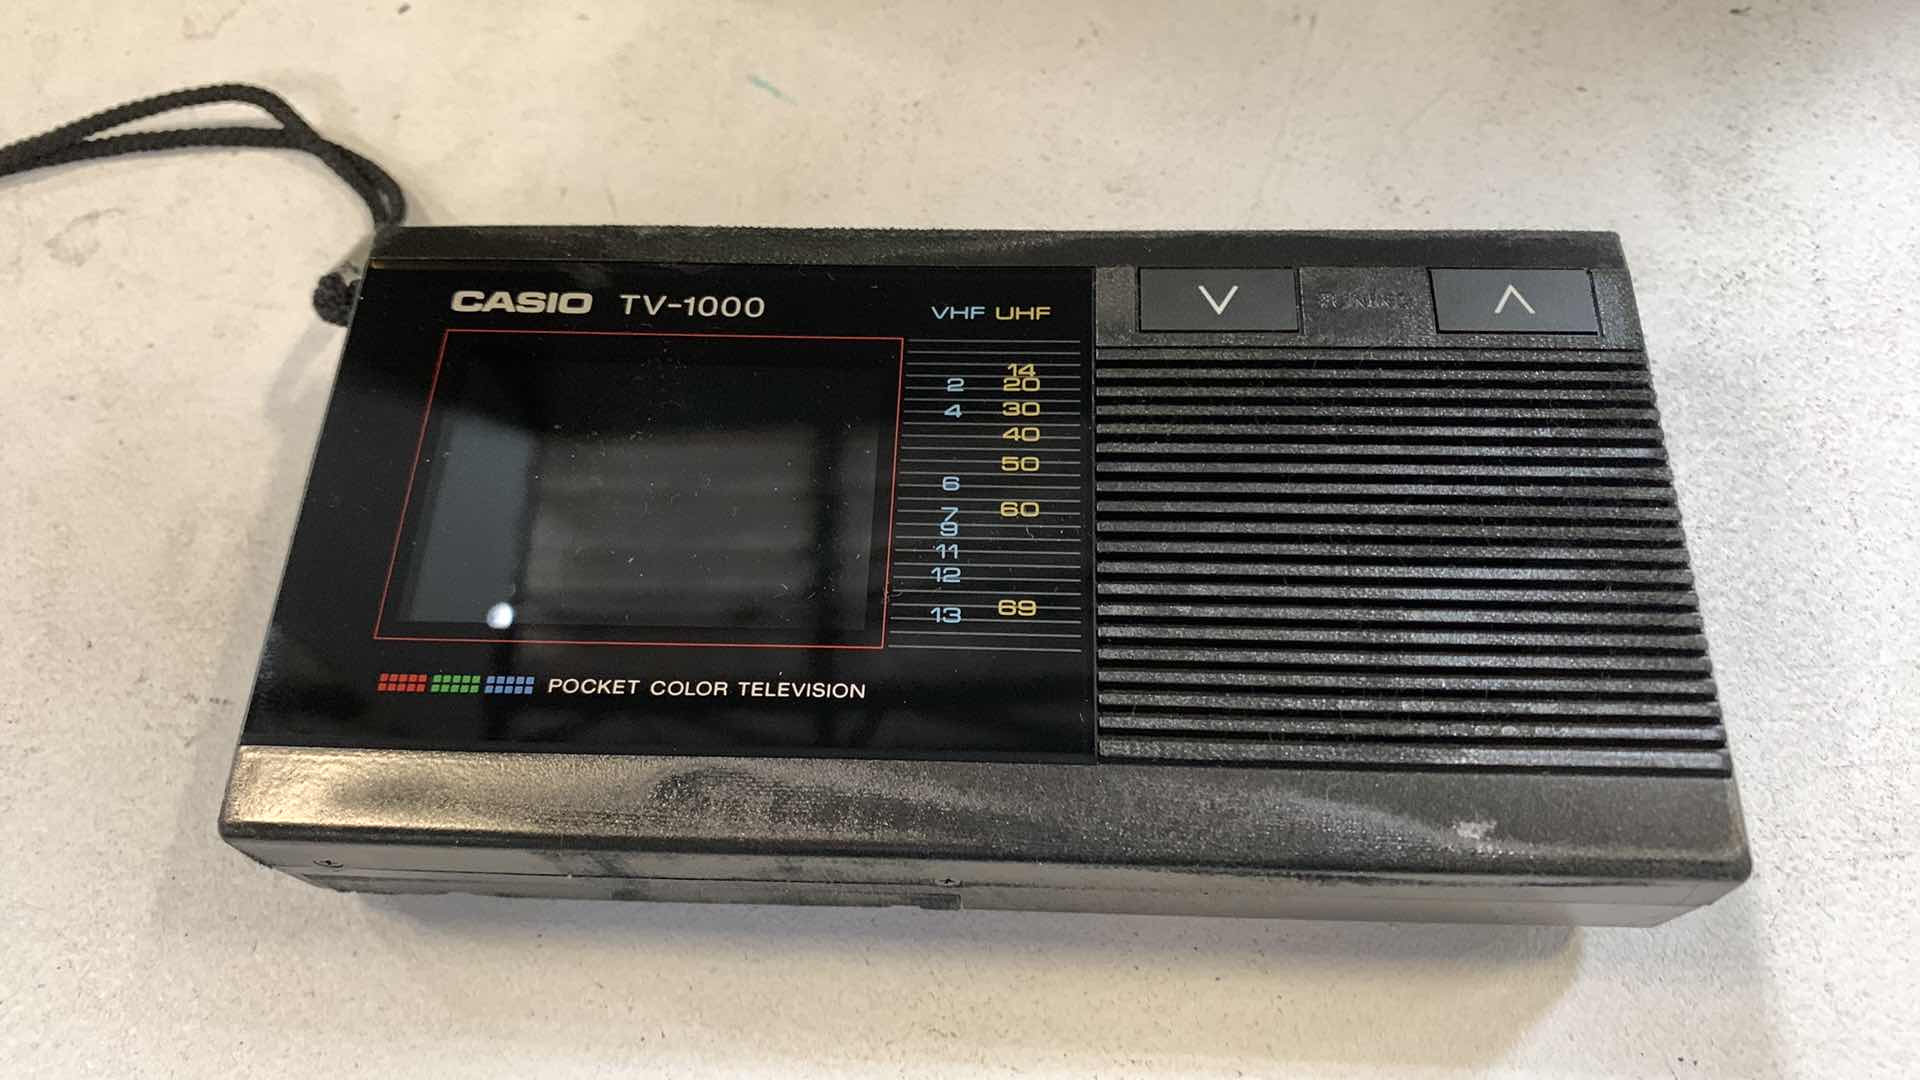 CASIO TV-1000
VHF UHF
14
2 20
4 30
40
50
6
7 60
9
11
12
13 69
POCKET COLOR TELEVISION
TUNING